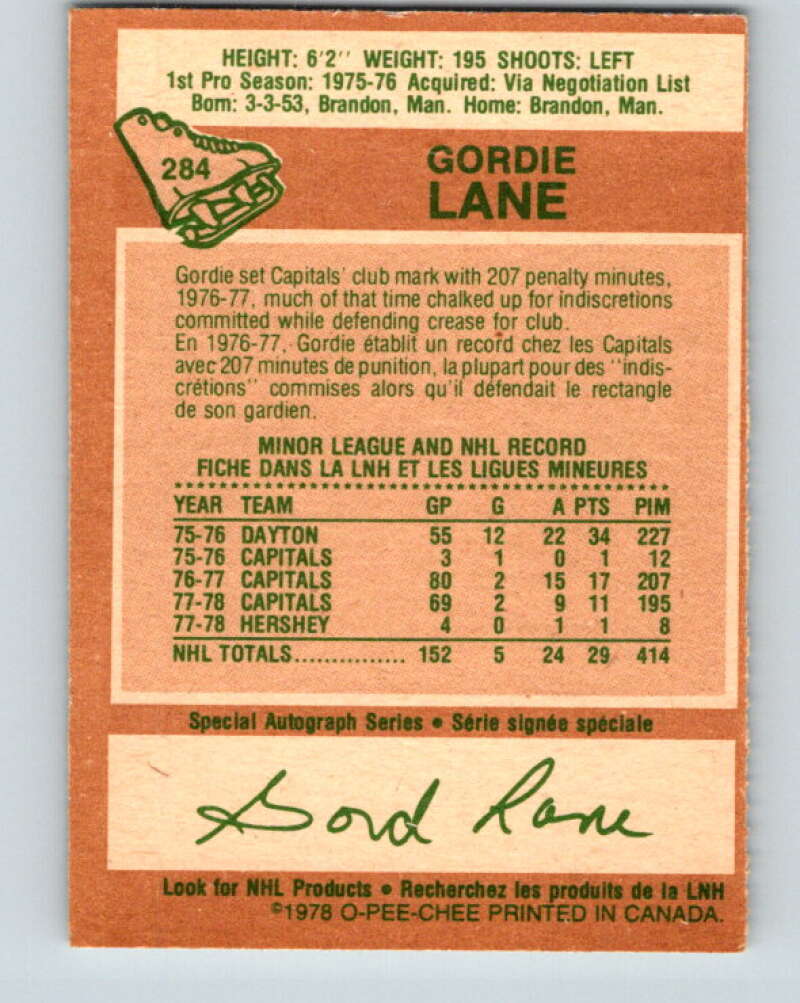 HEIGHT: 6'2" WEIGHT: 195 SHOOTS: LEFT
1st Pro Season: 1975-76 Acquired: Via Negotiation List
Born: 3-3-53, Brandon, Man. Home: Brandon, Man.
284
GORDIE
LANE
Gordie set Capitals' club mark with 207 penalty minutes,
1976-77, much of that time chalked up for indiscretions
committed while defending crease for club.
En 1976-77, Gordie établit un record chez les Capitals
avec 207 minutes de punition, la plupart pour des "indis-
crétions" commises alors qu'il défendait le rectangle
de son gardien.
MINOR LEAGUE AND NHL RECORD
FICHE DANS LA LNH ET LES LIGUES MINEURES
YEAR TEAM GP G A PTS PIM
75-76 DAYTON 55 12 22 34 227
75-76 CAPITALS 3 1 0 1 12
76-77 CAPITALS 80 2 15 17 207
77-78 CAPITALS 69 2 9 11 195
77-78 HERSHEY 4 0 1 1 8
NHL TOTALS............... 152 5 24 29 414
Special Autograph Series • Série signée spéciale
Gord Lane
Look for NHL Products • Recherchez les produits de la LNH
©1978 O-PEE-CHEE PRINTED IN CANADA.